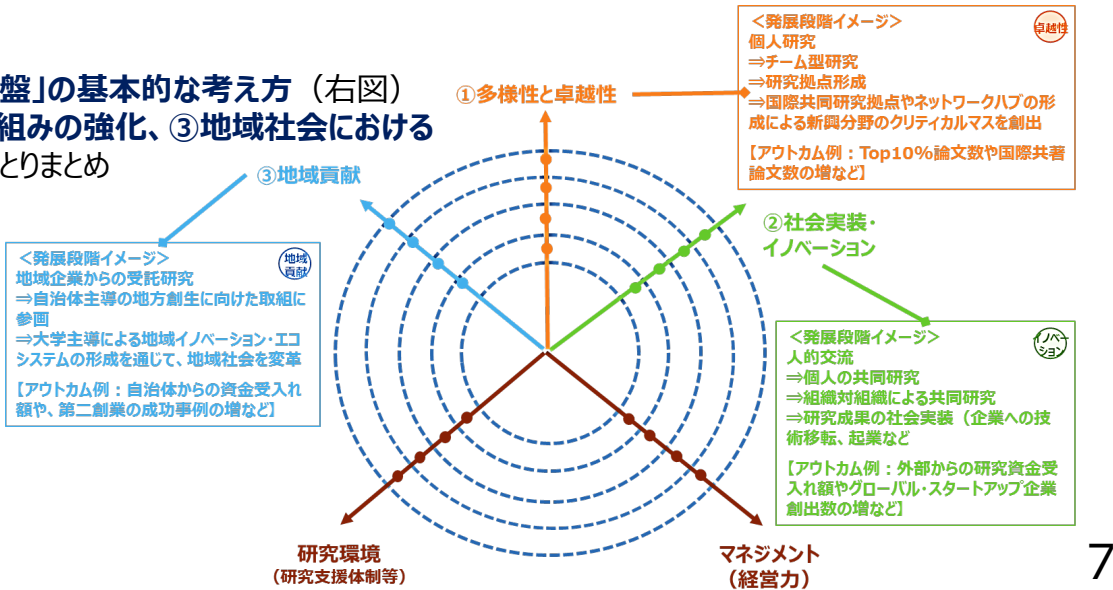 盤」の基本的な考え方（右図）
組みの強化、③地域社会における
とりまとめ
①多様性と卓越性
＜発展段階イメージ＞
卓越性
個人研究
⇒チーム型研究
⇒研究拠点形成
⇒国際共同研究拠点やネットワークハブの形
成による新興分野のクリティカルマスを創出
【アウトカム例：Top10%論文数や国際共著
論文数の増など】
③地域貢献
＜発展段階イメージ＞
地域
貢献
地域企業からの受託研究
⇒自治体主導の地方創生に向けた取組に
参画
⇒大学主導による地域イノベーション・エコ
システムの形成を通じて、地域社会を変革
【アウトカム例：自治体からの資金受入れ
額や、第二創業の成功事例の増など】
②社会実装・
イノベーション
＜発展段階イメージ＞
イノベー
ション
人的交流
⇒個人の共同研究
⇒組織対組織による共同研究
⇒研究成果の社会実装（企業への技
術移転、起業など
【アウトカム例：外部からの研究資金受
入れ額やグローバル・スタートアップ企業
創出数の増など】
研究環境
（研究支援体制等）
マネジメント
（経営力）
7